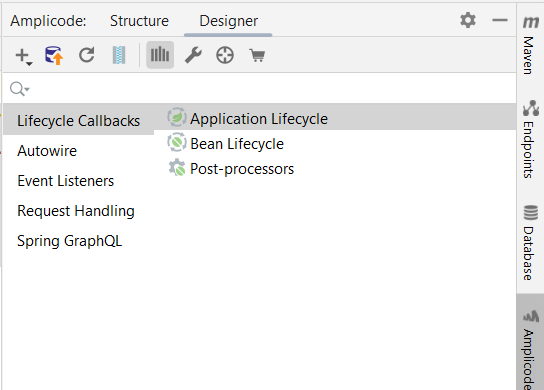 Amplicode: Structure Designer
Lifecycle Callbacks
Autowire
Event Listeners
Request Handling
Spring GraphQL
Application Lifecycle
Bean Lifecycle
Post-processors
Maven
Endpoints
Database
Amplicode